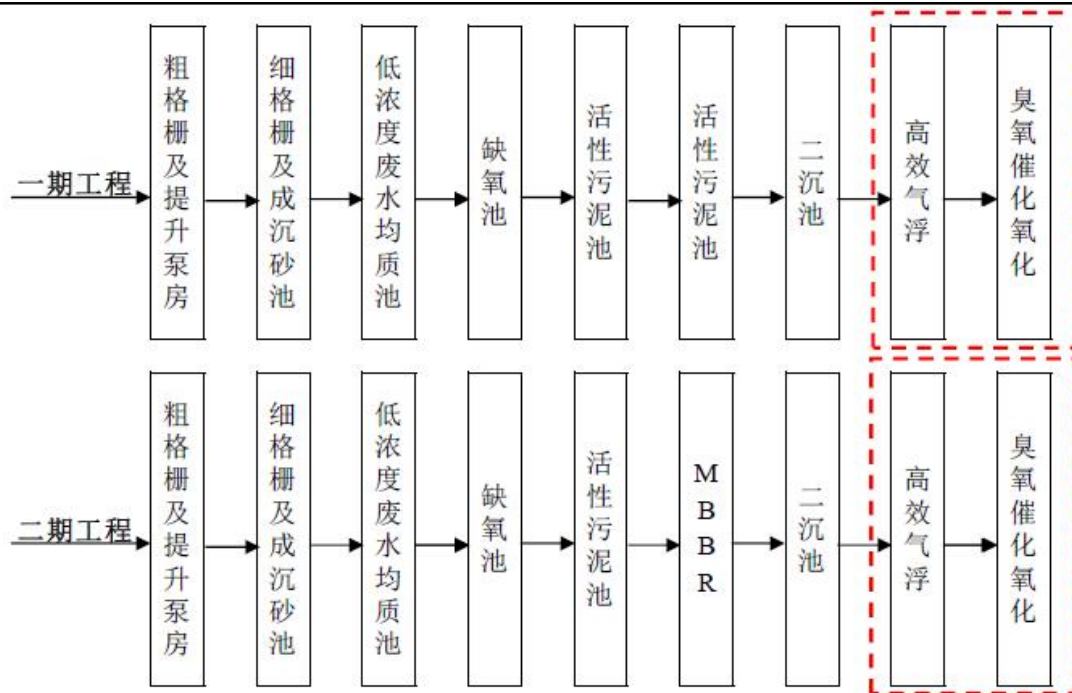 一期工程
粗格栅及提升泵房
细格栅及成沉砂池
低浓度废水均质池
缺氧池
活性污泥池
活性污泥池
二沉池
高效气浮
臭氧催化氧化
二期工程
粗格栅及提升泵房
细格栅及成沉砂池
低浓度废水均质池
缺氧池
活性污泥池
MBBR
二沉池
高效气浮
臭氧催化氧化